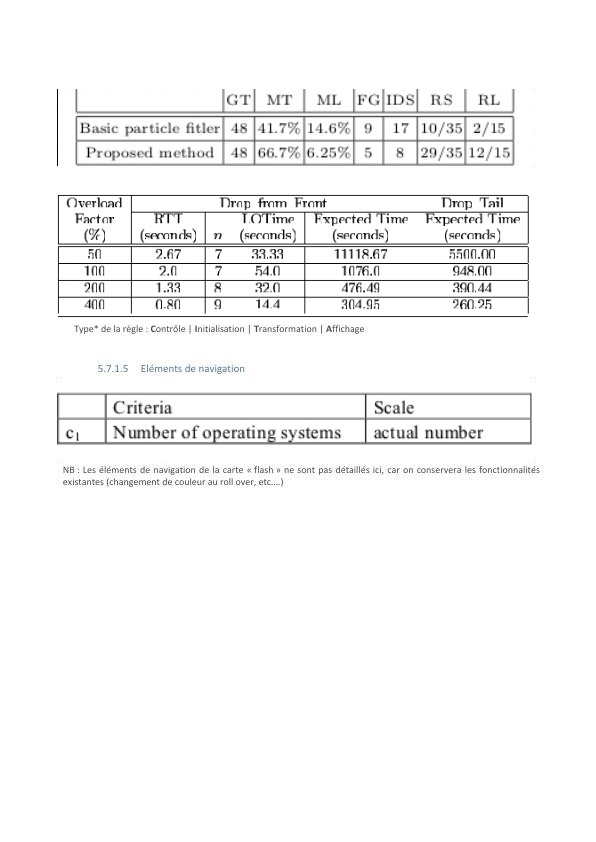 GT MT ML FG IDS RS RL
Basic particle fitler 48 41.7% 14.6% 9 17 10/35 2/15
Proposed method 48 66.7% 6.25% 5 8 29/35 12/15
Overload Drop from Front Drop Tail
Factor RTT LOTime Expected Time Expected Time
(%) (seconds) n (seconds) (seconds) (seconds)
50 2.67 7 33.33 11118.67 5500.00
100 2.0 7 54.0 1076.0 948.00
200 1.33 8 32.0 476.49 390.44
400 0.80 9 14.4 304.95 260.25
Type* de la règle : Contrôle | Initialisation | Transformation | Affichage
5.7.1.5 Eléments de navigation
Criteria Scale
c1 Number of operating systems actual number
NB : Les éléments de navigation de la carte « flash » ne sont pas détaillés ici, car on conservera les fonctionnalités
existantes (changement de couleur au roll over, etc.…)